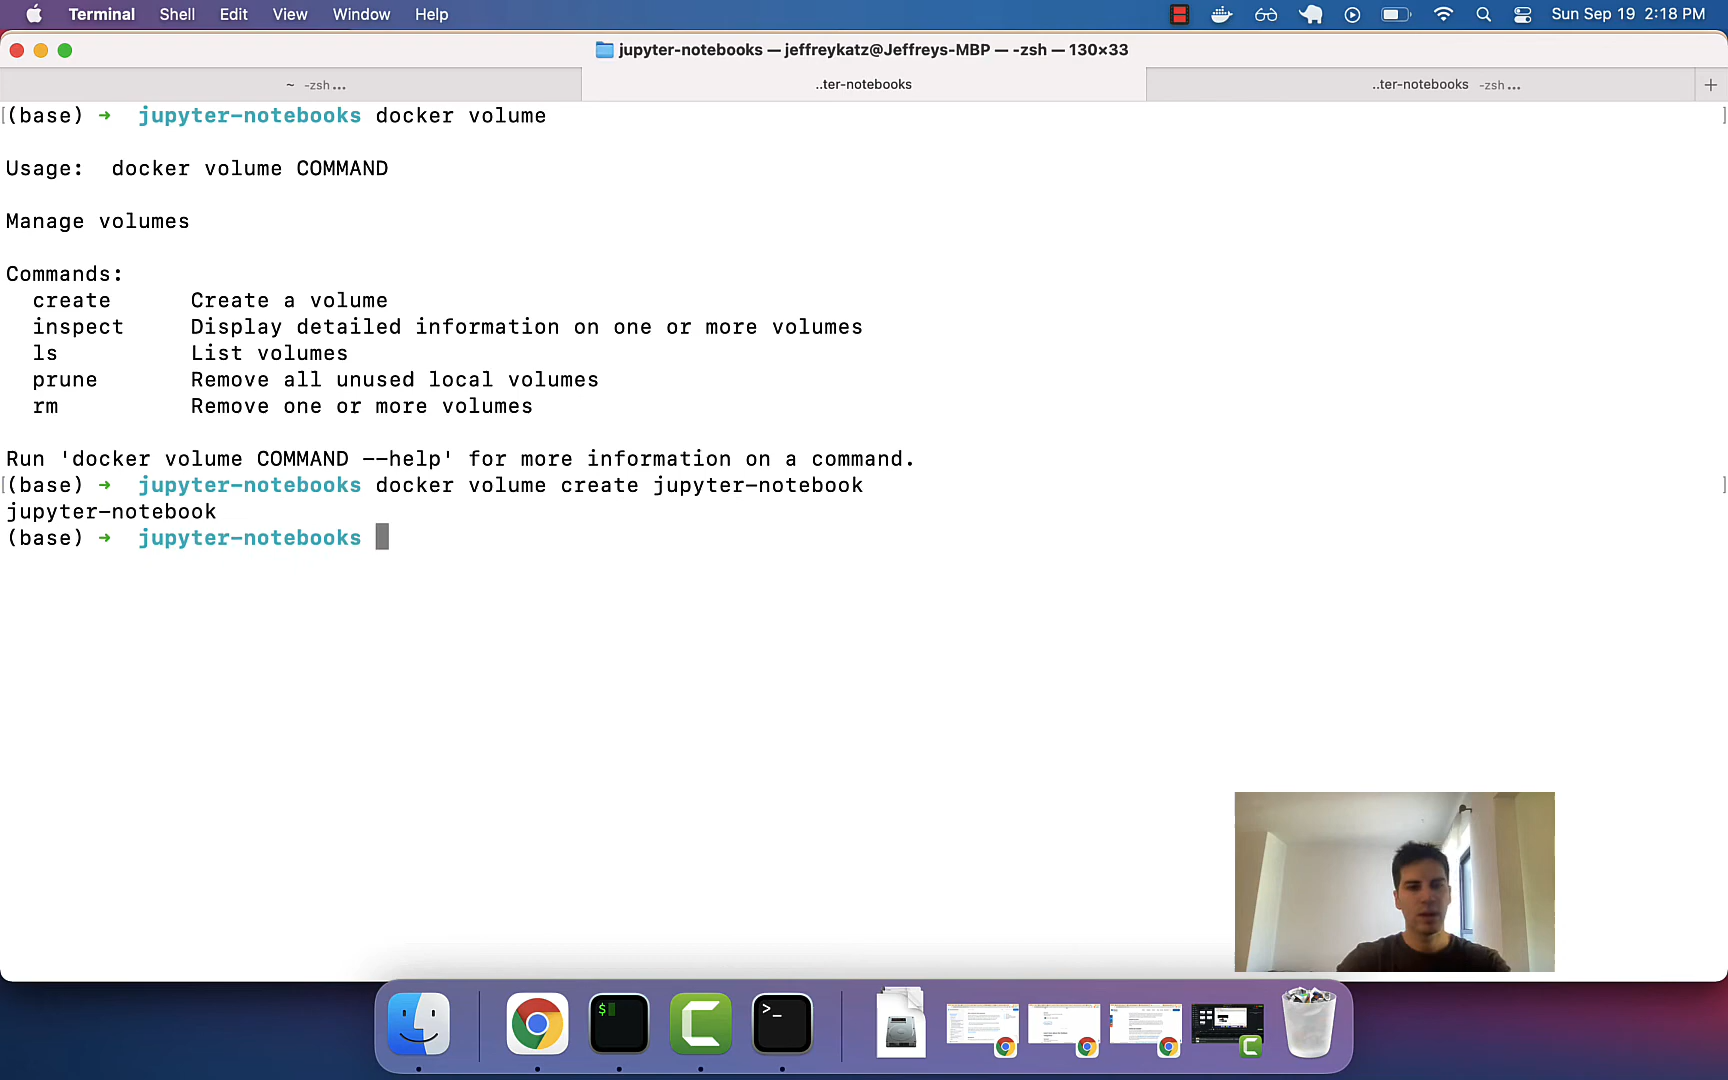 Terminal Shell Edit View Window Help Sun Sep 19 2:18 PM
jupyter-notebooks — jeffreykatz@Jeffreys-MBP — -zsh — 130×33
~ -zsh... ..ter-notebooks ..ter-notebooks -zsh... +
(base) → jupyter-notebooks docker volume
Usage: docker volume COMMAND
Manage volumes
Commands:
create Create a volume
inspect Display detailed information on one or more volumes
ls List volumes
prune Remove all unused local volumes
rm Remove one or more volumes
Run 'docker volume COMMAND --help' for more information on a command.
(base) → jupyter-notebooks docker volume create jupyter-notebook
jupyter-notebook
(base) → jupyter-notebooks